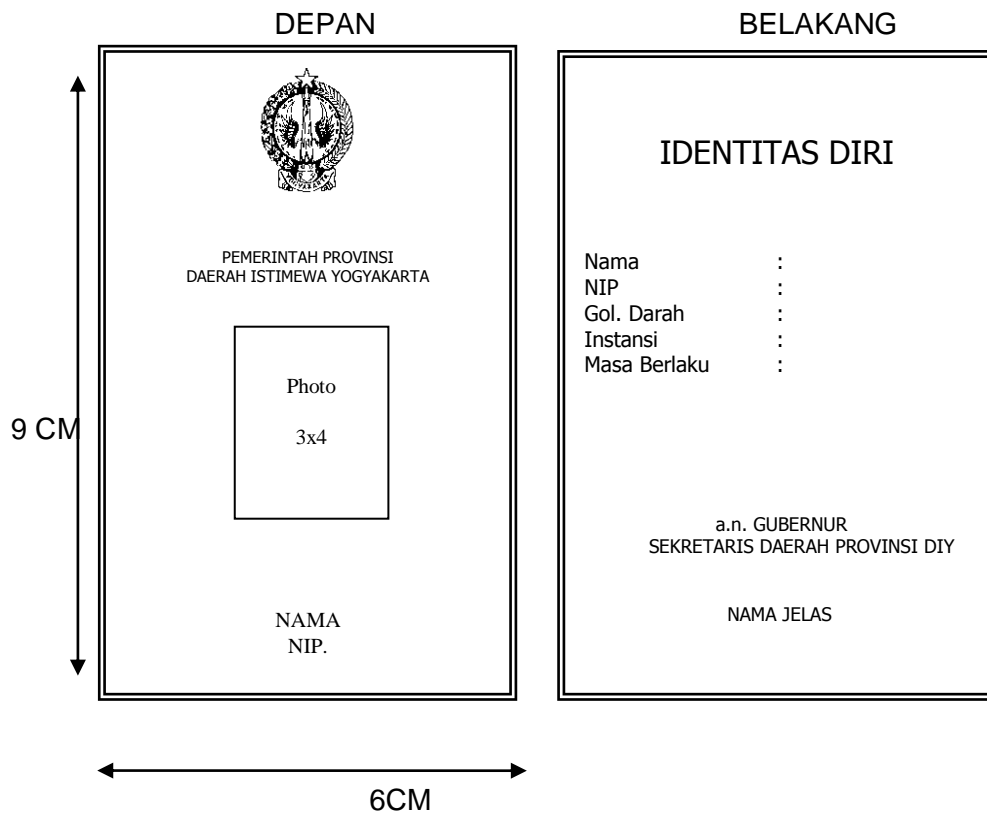 DEPAN
YOGYAKARTA
PEMERINTAH PROVINSI
DAERAH ISTIMEWA YOGYAKARTA
Photo
3x4
NAMA
NIP.
9 CM
6CM
BELAKANG
IDENTITAS DIRI
Nama :
NIP :
Gol. Darah :
Instansi :
Masa Berlaku :
a.n. GUBERNUR
SEKRETARIS DAERAH PROVINSI DIY
NAMA JELAS